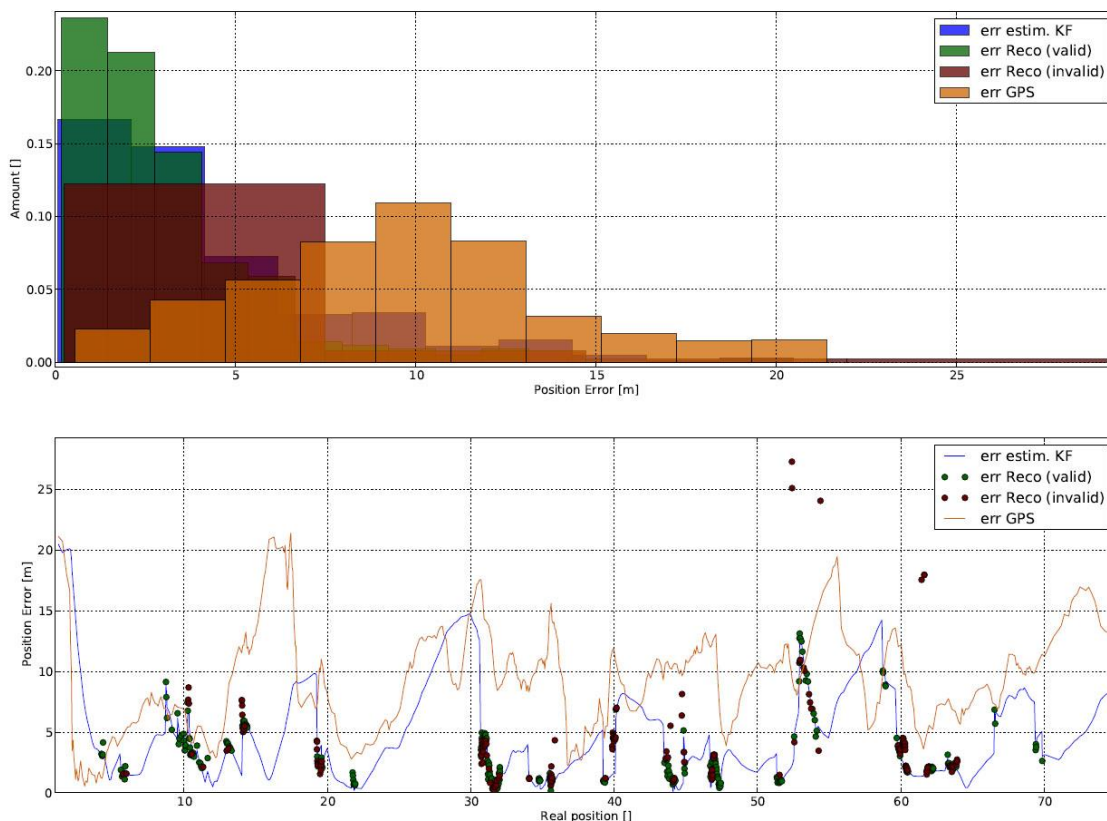 err estim. KF
err Reco (valid)
err Reco (invalid)
err GPS
Amount []
0.20
0.15
0.10
0.05
0.00
0 5 10 15 20 25
Position Error [m]
err estim. KF
err Reco (valid)
err Reco (invalid)
err GPS
Position Error [m]
25
20
15
10
5
0
10 20 30 40 50 60 70
Real position []